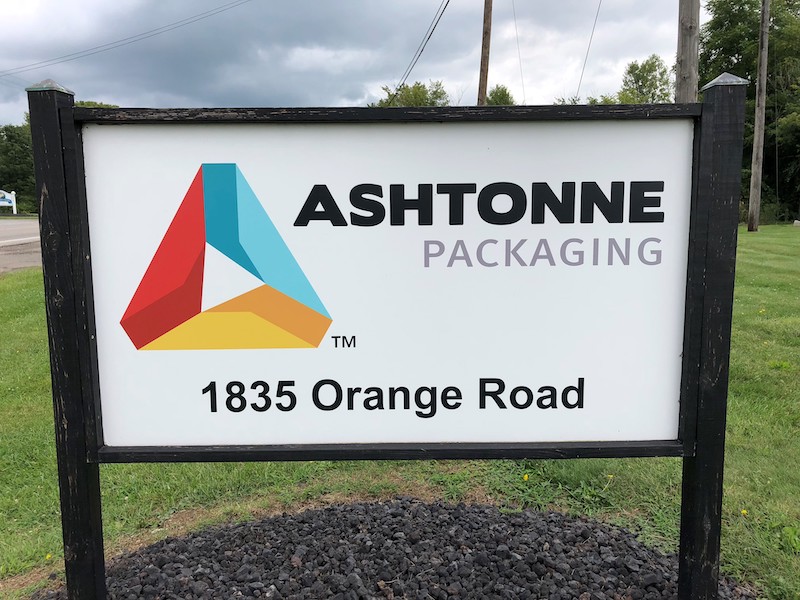 ASHTONNE
PACKAGING
TM
1835 Orange Road